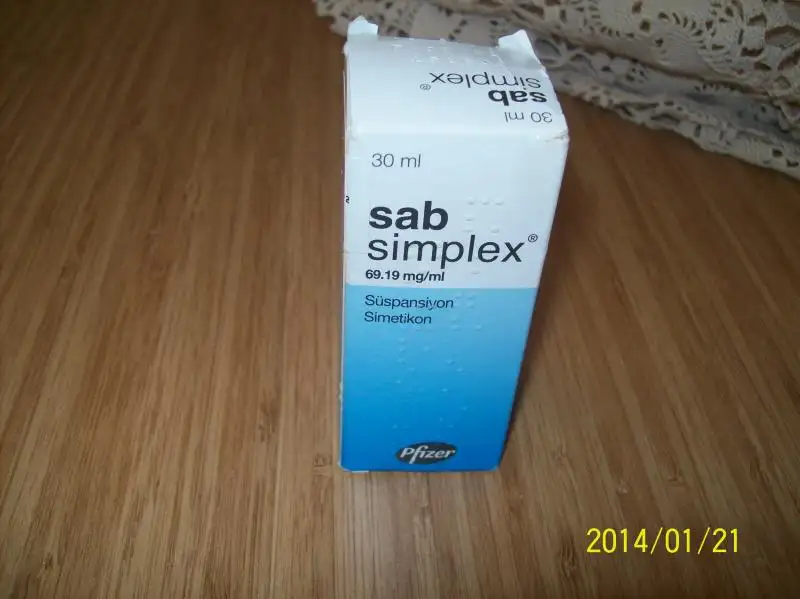 sab
simplex®
30 ml
30 ml
sab
simplex®
69.19 mg/ml
Süspansiyon
Simetikon
Pfizer
2014/01/21